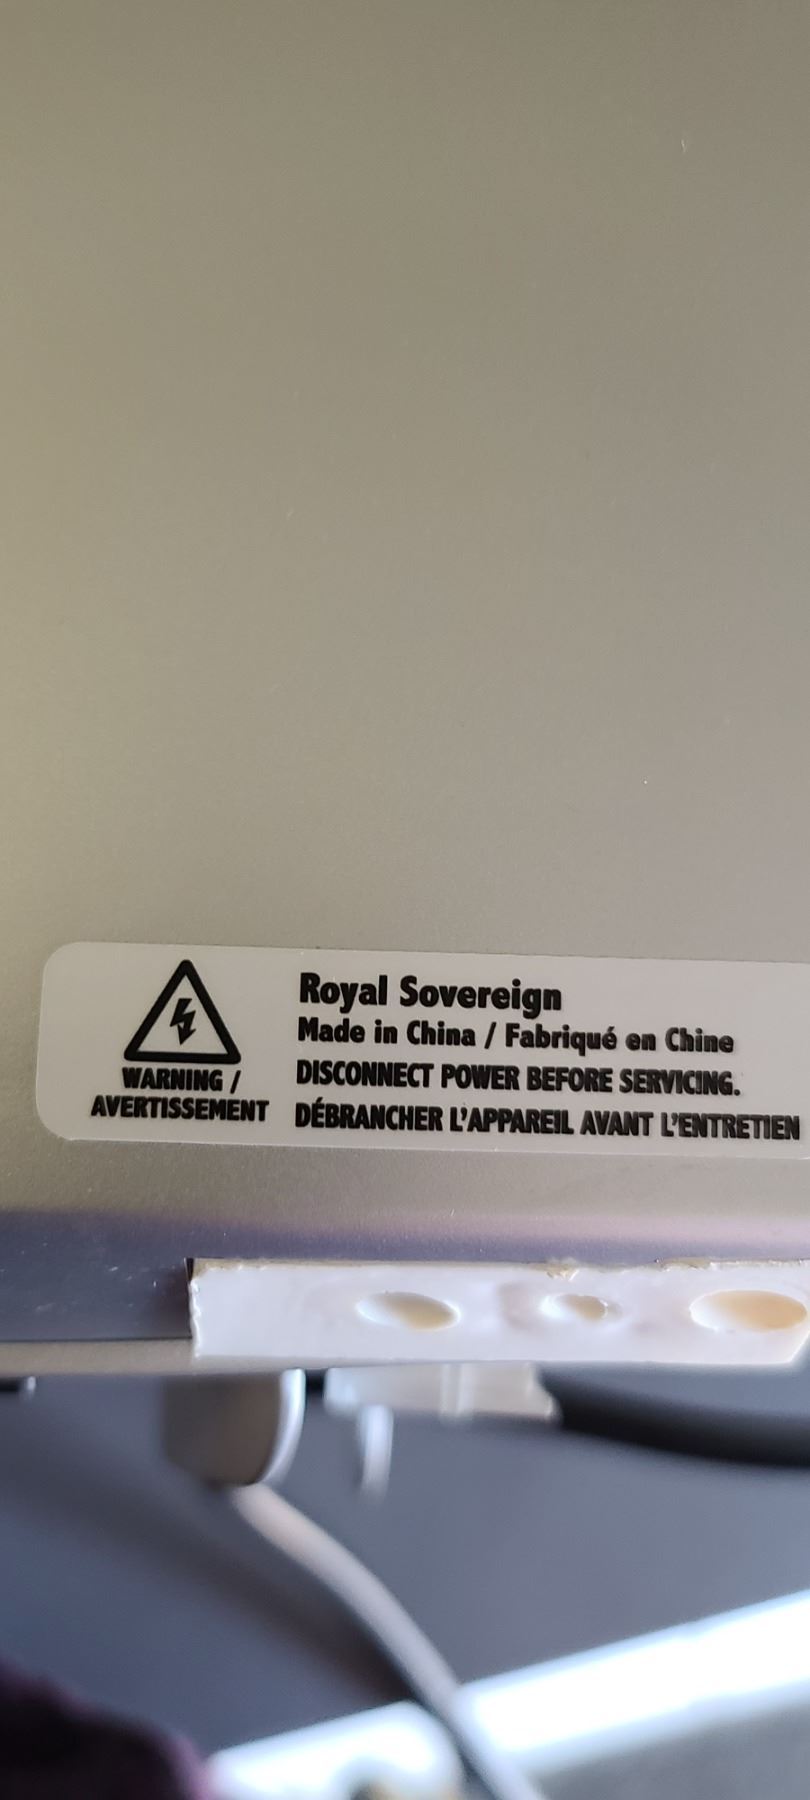 Royal Sovereign
Made in China / Fabriqué en Chine
WARNING /
AVERTISSEMENT
DISCONNECT POWER BEFORE SERVICING.
DÉBRANCHER L'APPAREIL AVANT L'ENTRETIEN